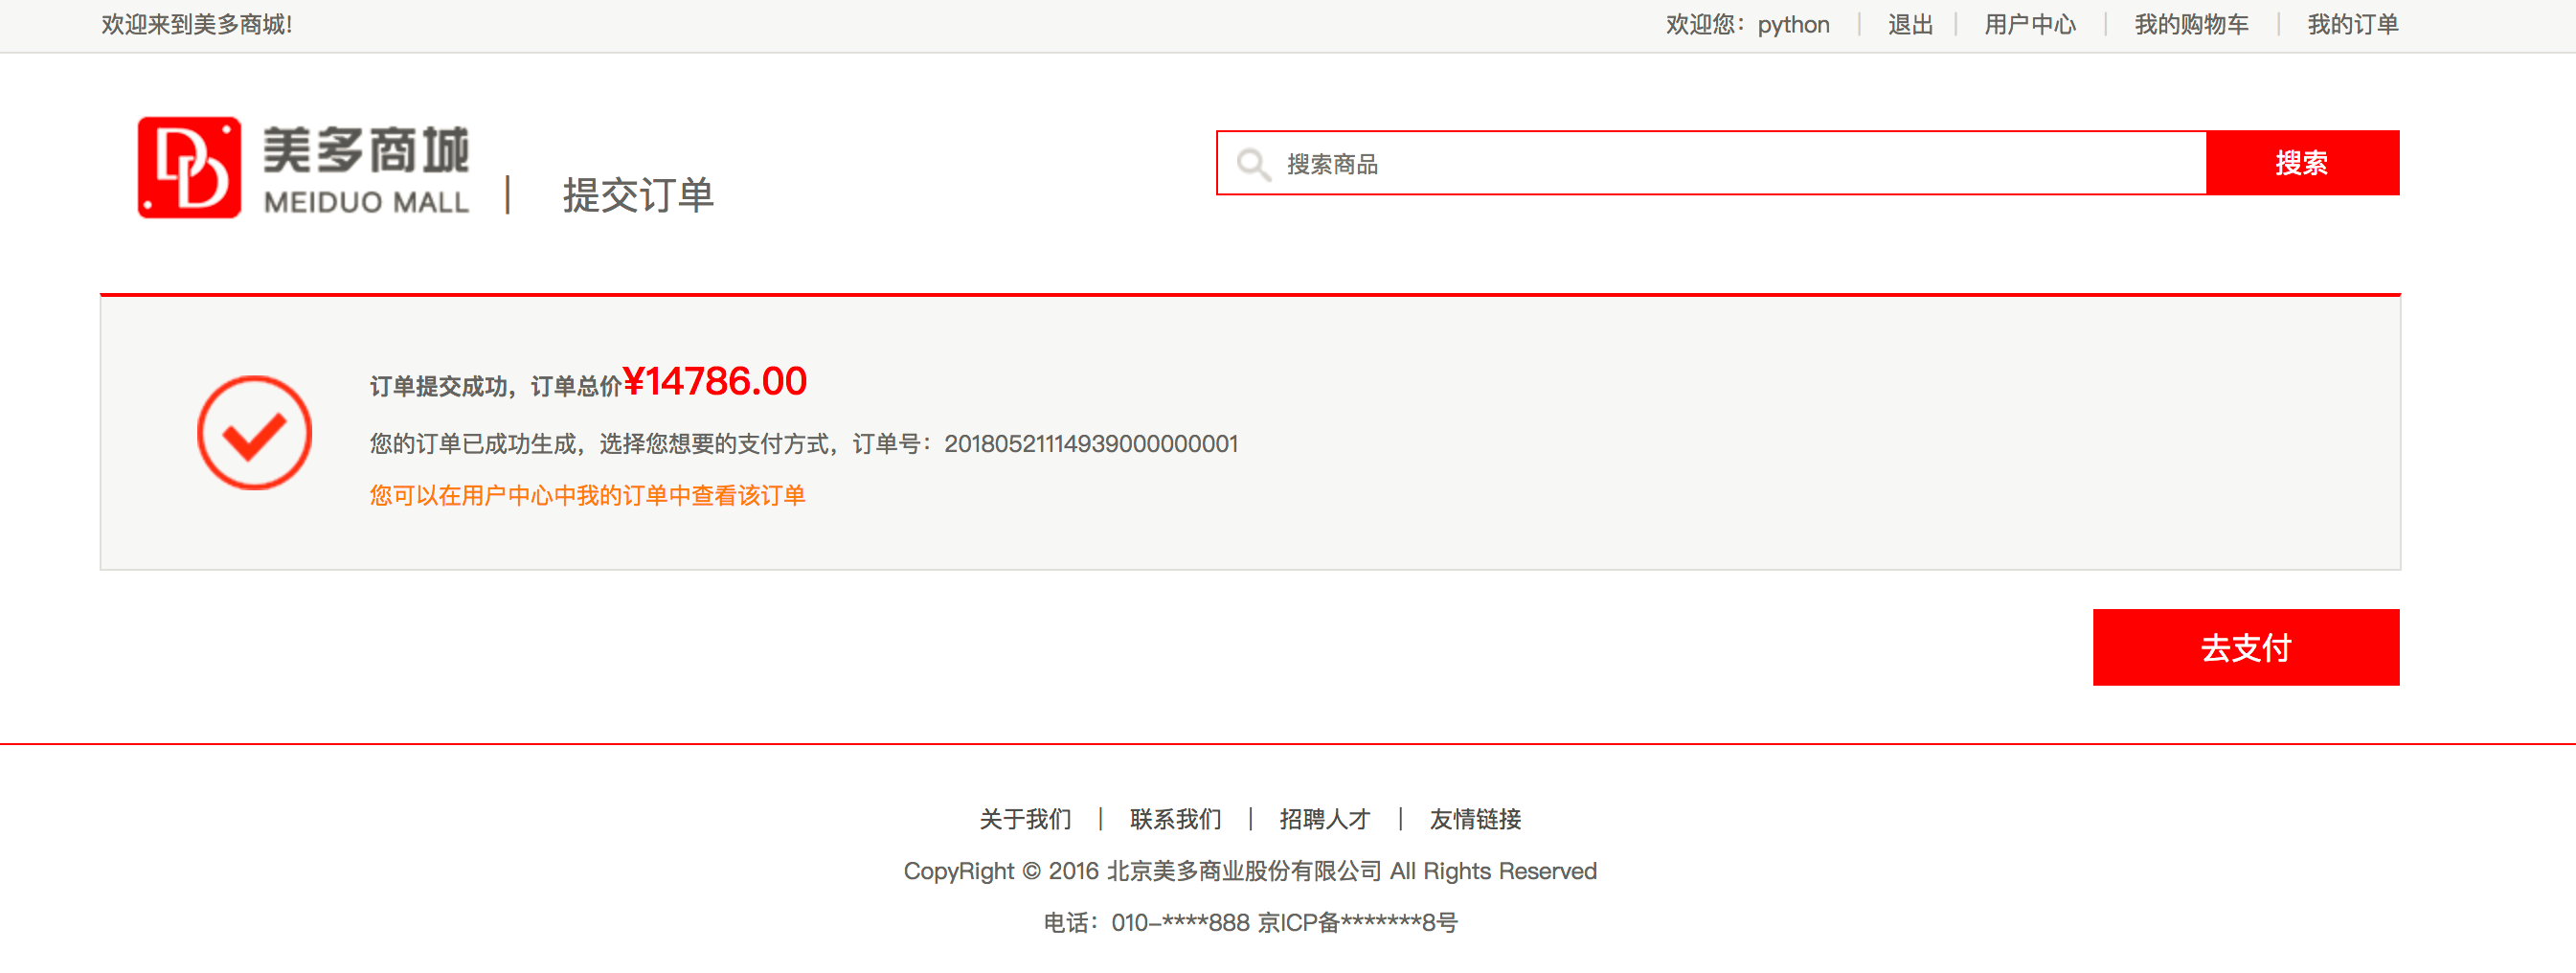 欢迎来到美多商城!
欢迎您：python | 退出 | 用户中心 | 我的购物车 | 我的订单
美多商城
MEIDUO MALL | 提交订单
搜索商品 搜索
订单提交成功，订单总价¥14786.00
您的订单已成功生成，选择您想要的支付方式，订单号：20180521114939000000001
您可以在用户中心中我的订单中查看该订单
去支付
关于我们 | 联系我们 | 招聘人才 | 友情链接
CopyRight © 2016 北京美多商业股份有限公司 All Rights Reserved
电话：010-****888 京ICP备*******8号